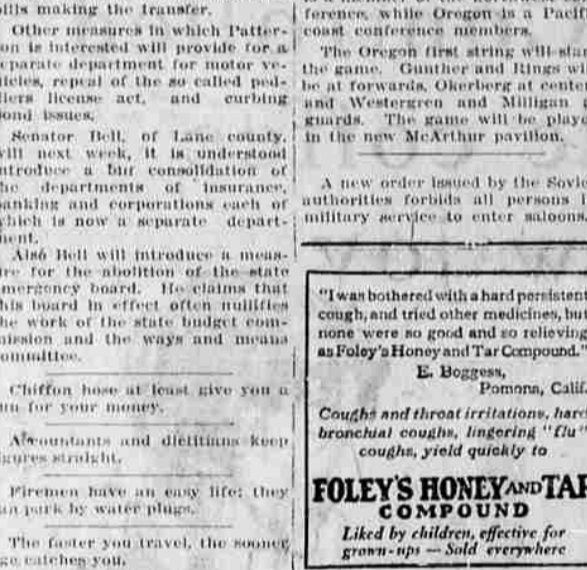 bills making the transfer.
Other measures in which Patter-
son is interested will provide for a
separate department for motor ve-
hicles, repeal of the so called ped-
dlers license act, and curbing
bond issues.
Senator Bell, of Lane county,
will next week, it is understood
introduce a bill consolidation of
the departments of insurance,
banking and corporations each of
which is now a separate depart-
ment.
Also Bell will introduce a meas-
ure for the abolition of the state
emergency board. He claims that
this board in effect often nullifies
the work of the state budget com-
mission and the ways and means
committee.
Chiffon hose at least give you a
run for your money.
Accountants and dietitians keep
figures straight.
Firemen have an easy life; they
can park by water plugs.
The faster you travel, the sooner
age catches you.
ference, while Oregon is a Pacific
coast conference members.
The Oregon first string will start
the game. Gunther and Rings will
be at forwards, Okerberg at center
and Westergren and Milligan
guards. The game will be played
in the new McArthur pavilion.
A new order issued by the Soviet
authorities forbids all persons in
military service to enter saloons.
"I was bothered with a hard persistent
cough, and tried other medicines, but
none were so good and so relieving
as Foley's Honey and Tar Compound."
E. Boggess,
Pomona, Calif.
Coughs and throat irritations, hard
bronchial coughs, lingering "flu"
coughs, yield quickly to
FOLEY'S HONEY AND TAR
COMPOUND
Liked by children, effective for
grown-ups — Sold everywhere